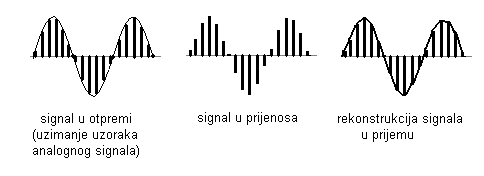 signal u otpremi
(uzimanje uzoraka
analognog signala)
signal u prijenosa
rekonstrukcija signala
u prijemu